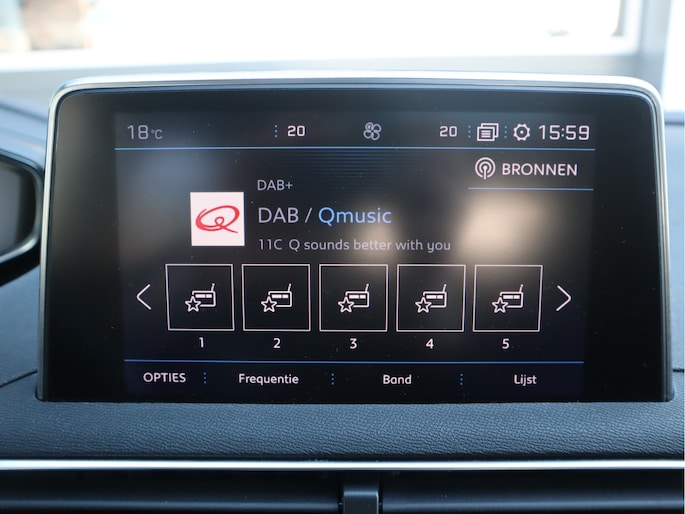 18°C 20 20 15:59
BRONNEN
DAB+
DAB / Qmusic
11C Q sounds better with you
1 2 3 4 5
OPTIES Frequentie Band Lijst